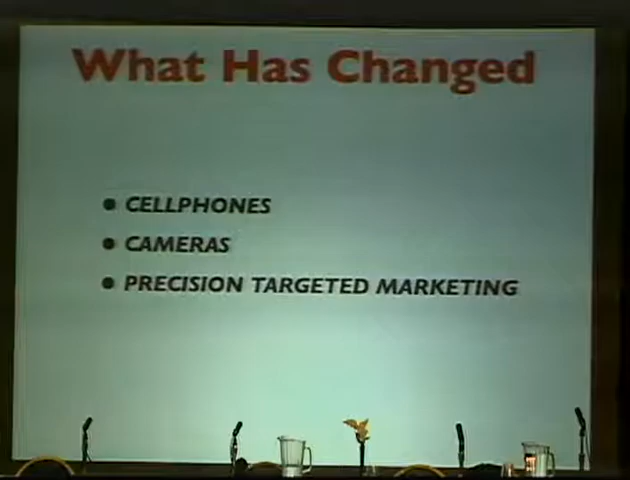 What Has Changed
CELLPHONES
CAMERAS
PRECISION TARGETED MARKETING